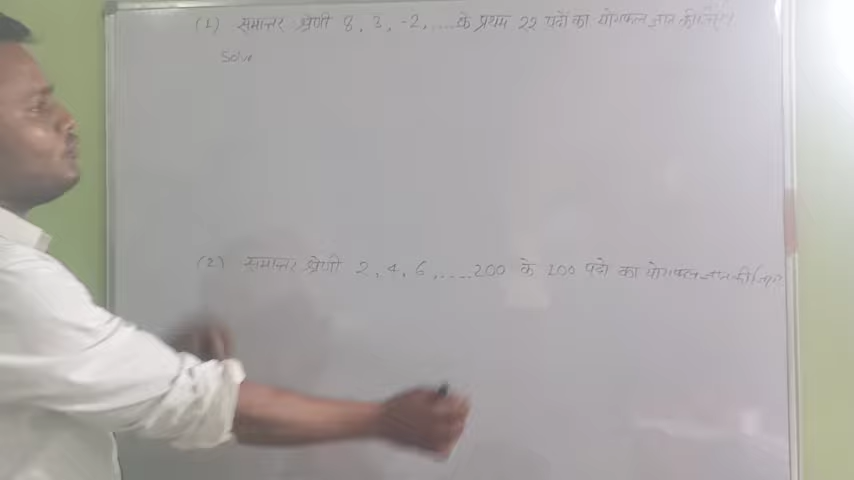 (1) समान्तर श्रेणी 8, 3, -2, .... के प्रथम 22 पदों का योगफल ज्ञात कीजिए।
Solve
(2) समान्तर श्रेणी 2, 4, 6, .... 200 के 100 पदो का योगफल ज्ञात कीजिए